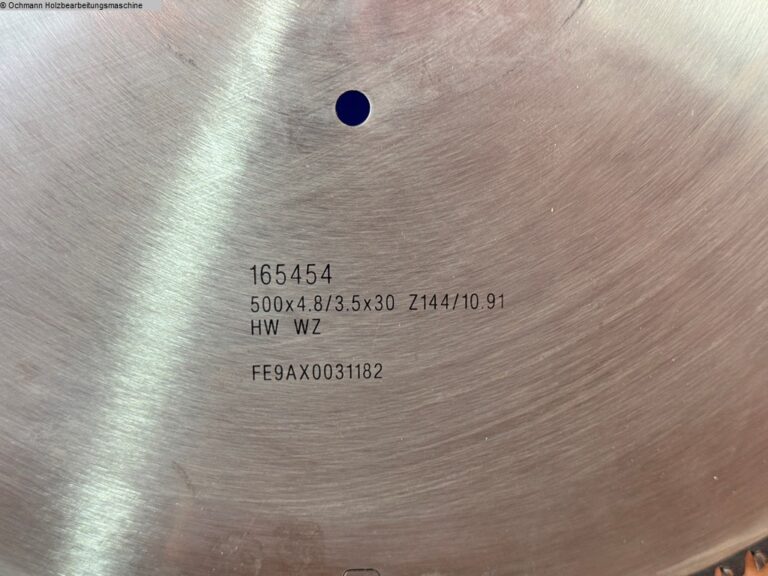 © Ochmann Holzbearbeitungsmaschine
165454
500x4.8/3.5x30 Z144/10.91
HW WZ
FE9AX0031182